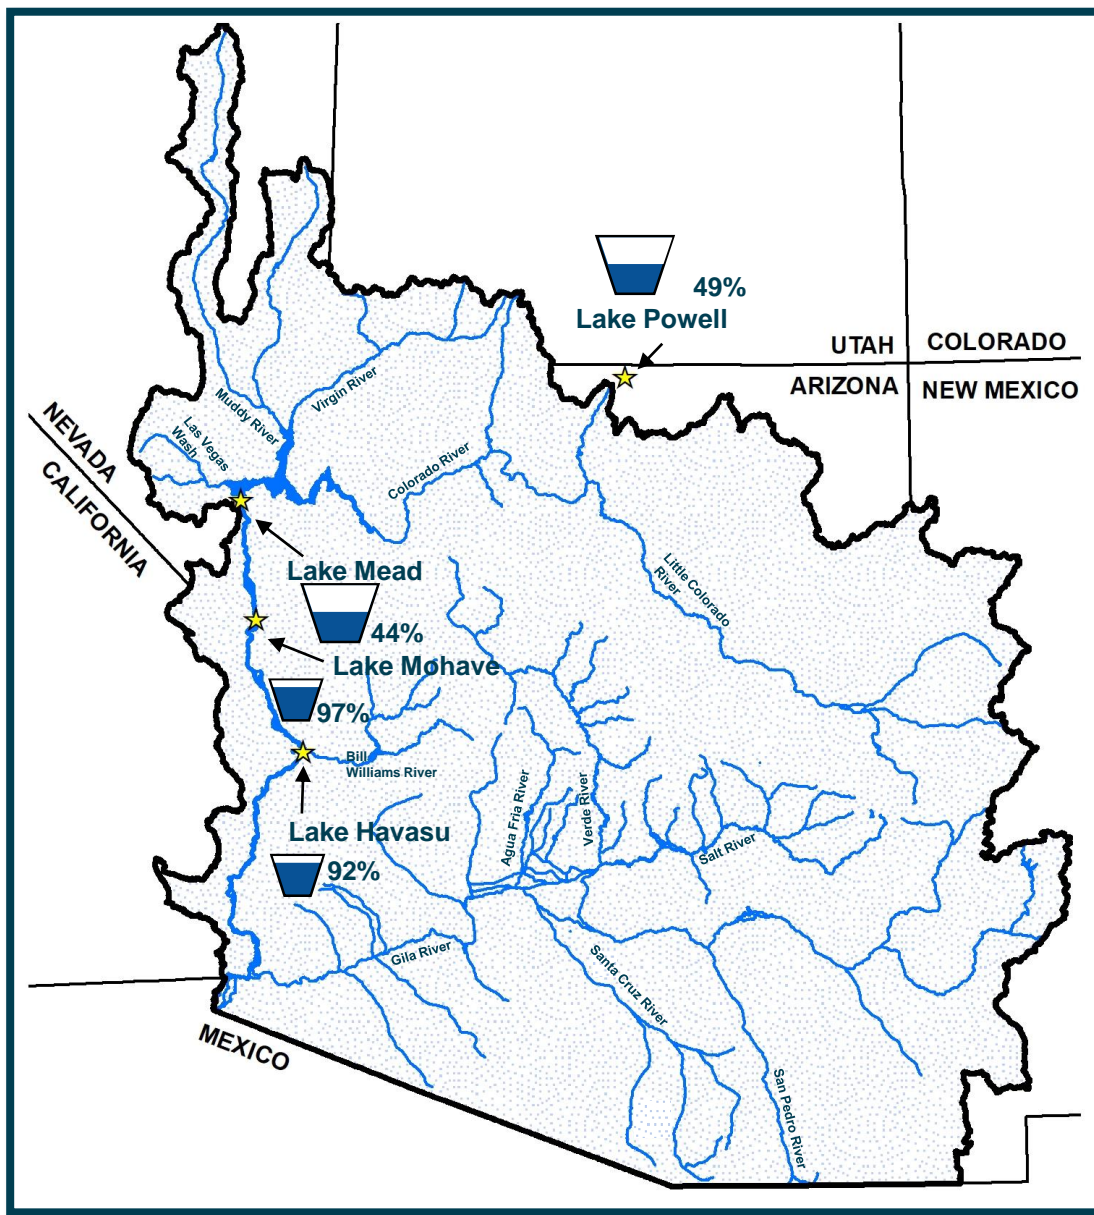 49%
Lake Powell
UTAH
COLORADO
ARIZONA
NEW MEXICO
NEVADA
CALIFORNIA
Muddy River
Virgin River
Las Vegas
Wash
Colorado River
Lake Mead
44%
Little Colorado
River
Lake Mohave
97%
Bill
Williams River
Lake Havasu
92%
Agua Fria River
Verde River
Salt River
Gila River
Santa Cruz River
San Pedro River
MEXICO